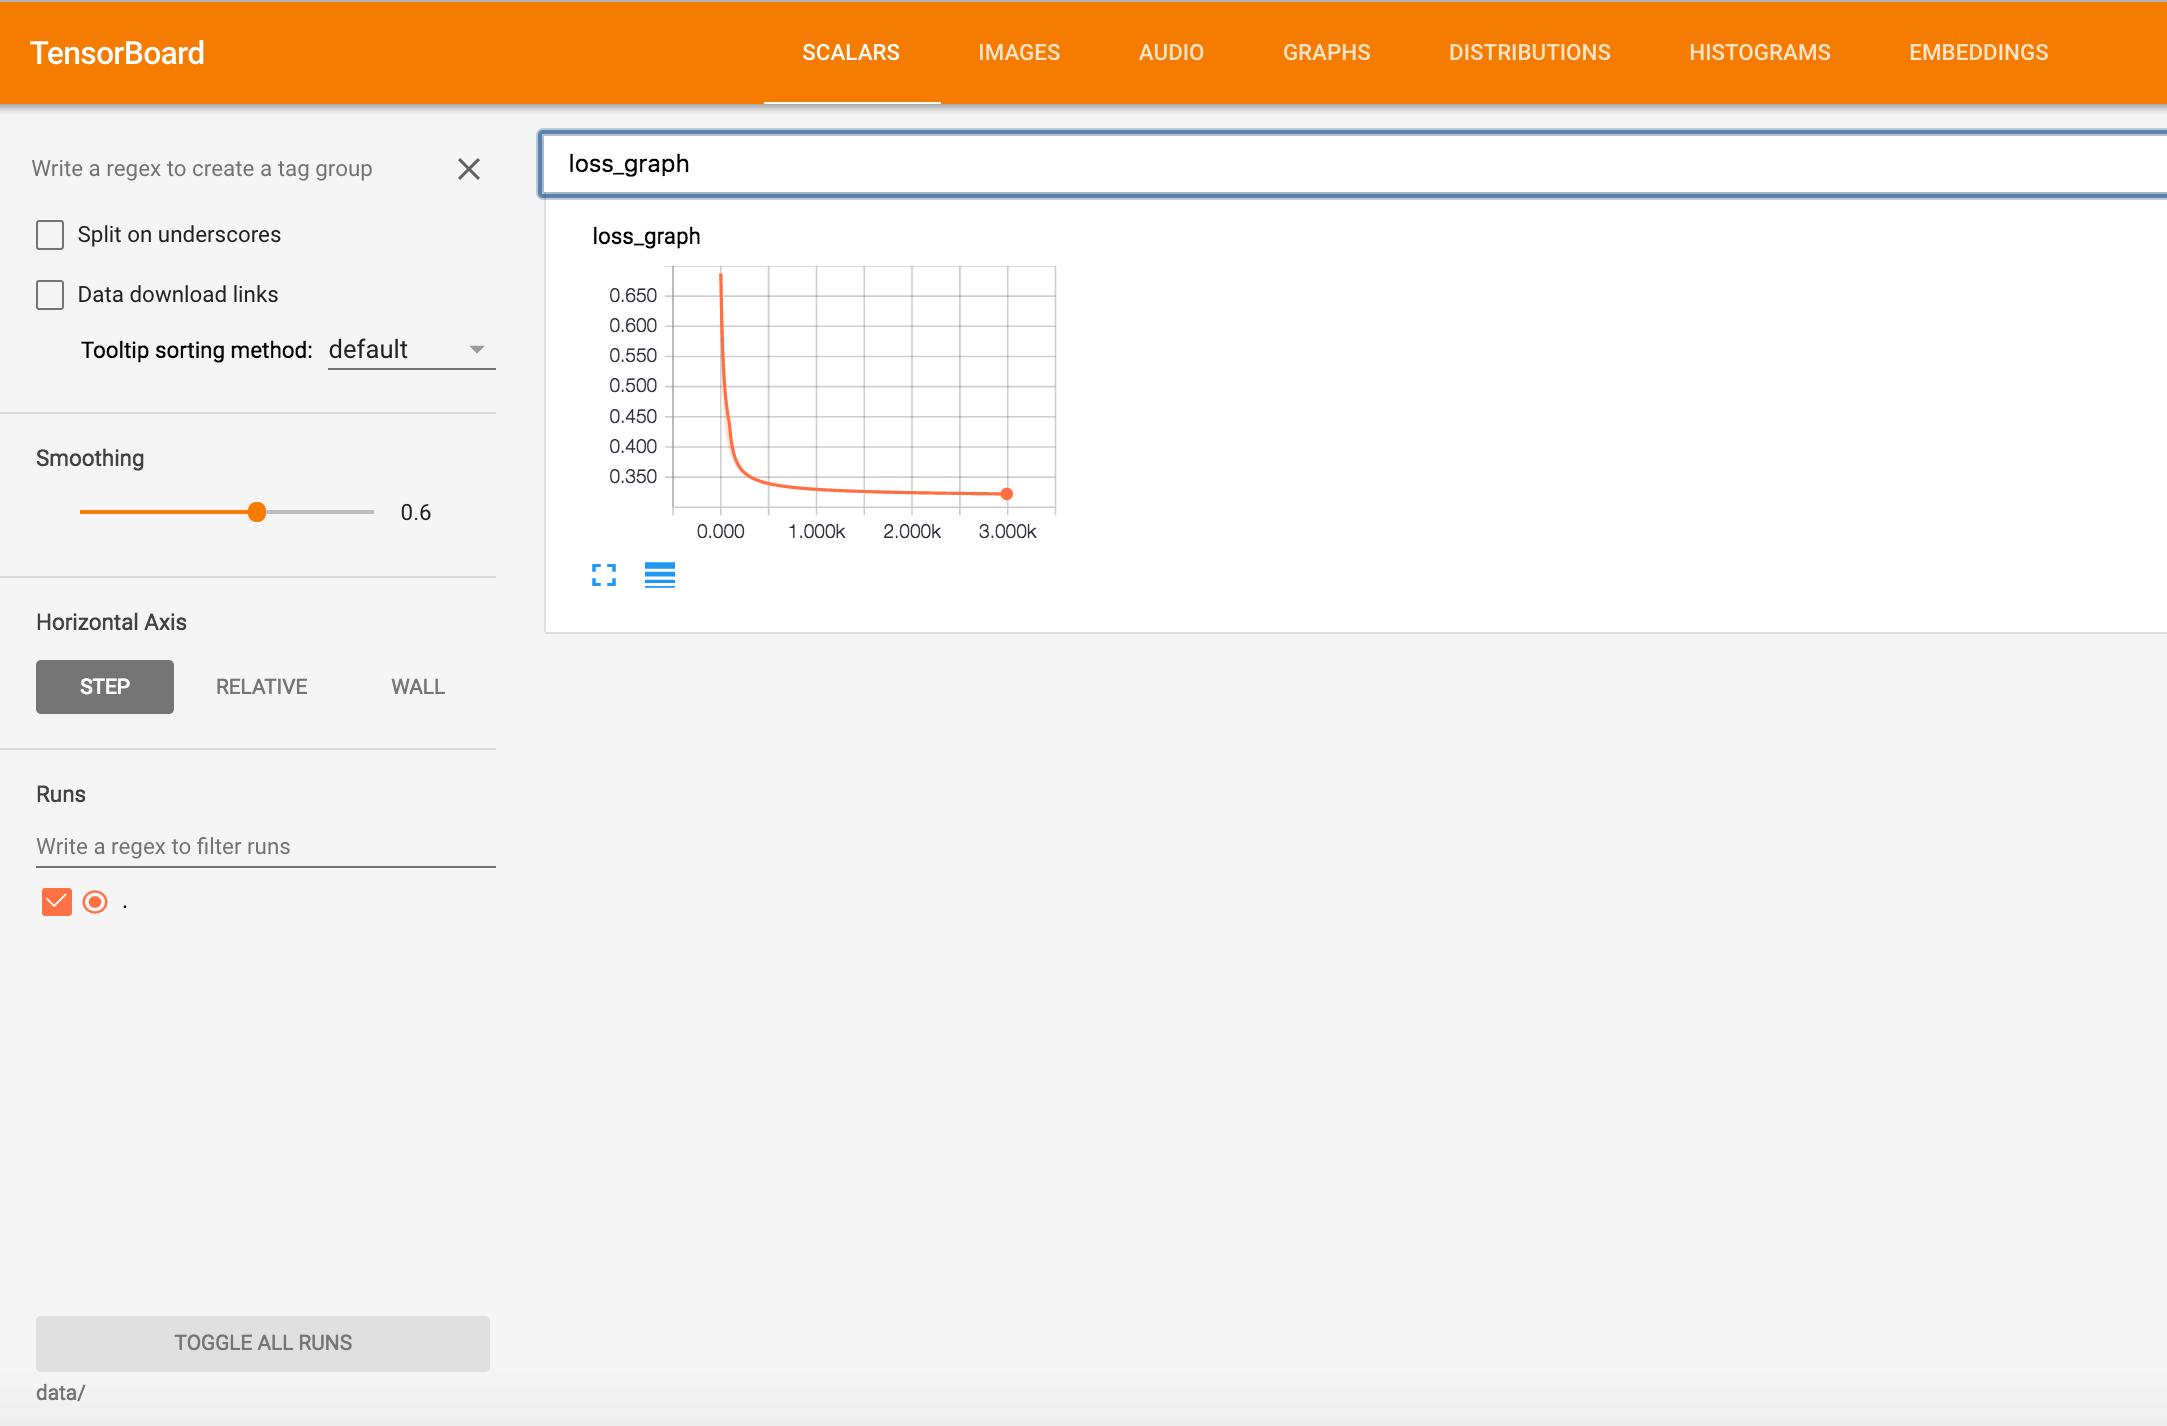 TensorBoard
SCALARS IMAGES AUDIO GRAPHS DISTRIBUTIONS HISTOGRAMS EMBEDDINGS
Write a regex to create a tag group
Split on underscores
Data download links
Tooltip sorting method: default
Smoothing
0.6
Horizontal Axis
STEP RELATIVE WALL
Runs
Write a regex to filter runs
.
TOGGLE ALL RUNS
data/
loss_graph
loss_graph
0.650
0.600
0.550
0.500
0.450
0.400
0.350
0.000 1.000k 2.000k 3.000k